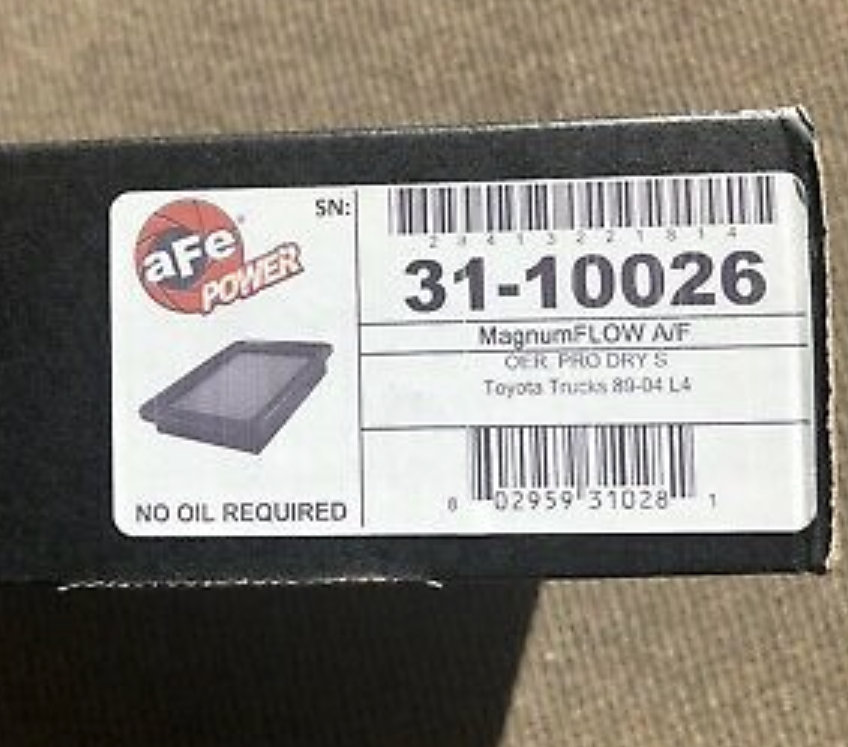 aFe
POWER
SN:
23413221814
31-10026
MagnumFLOW A/F
OER PRO DRY S
Toyota Trucks 89-04 L4
8 02959 31028 1
NO OIL REQUIRED